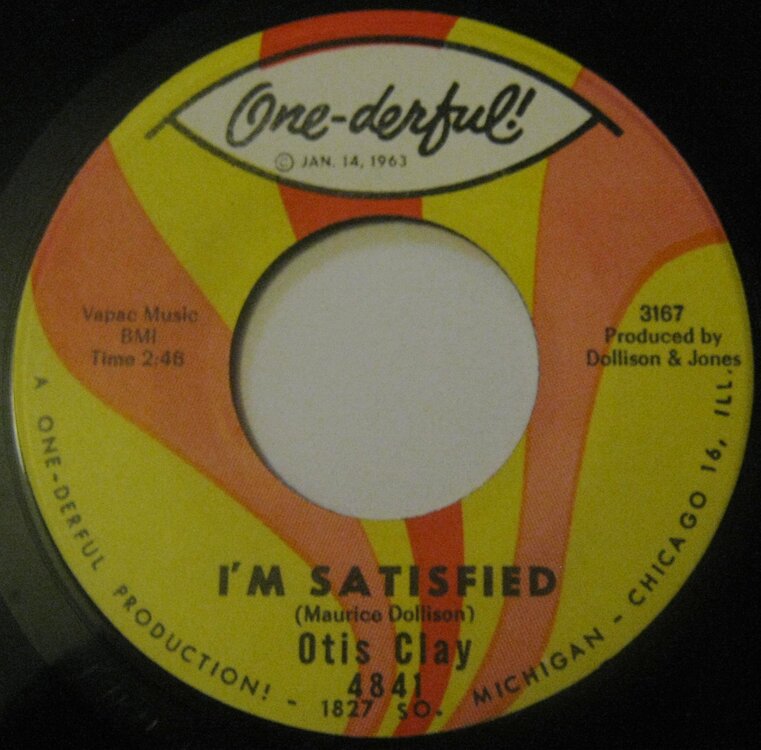 One-derful!
© JAN. 14, 1963
Vapac Music
BMI
Time 2:46
3167
Produced by
Dollison & Jones
I'M SATISFIED
(Maurice Dollison)
Otis Clay
4841
A ONE-DERFUL PRODUCTION! - 1827 SO. MICHIGAN - CHICAGO 16, ILL.